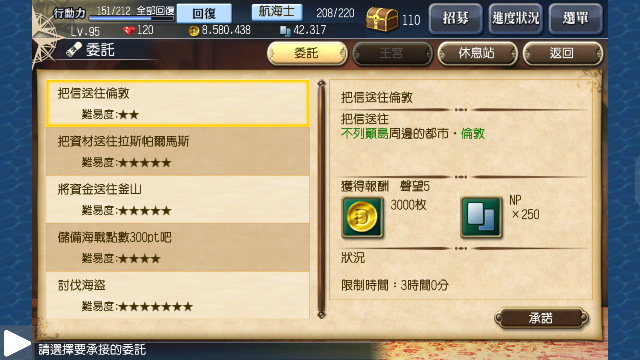 行動力 151/212 全部回復
回復
航海士 208/220
110
招募
進度狀況
選單
Lv.95 120 8,580,438 42,317
委託
委託
王宮
休息站
返回
把信送往倫敦
難易度:★★
把資材送往拉斯帕爾馬斯
難易度:★★★★★
將資金送往釜山
難易度:★★★★★
儲備海戰點數300pt吧
難易度:★★★★
討伐海盜
難易度:★★★★★★★
把信送往倫敦
把信送往
不列顛島周邊的都市・倫敦
獲得報酬 聲望5
3000枚
NP
×250
狀況
限制時間：3時間0分
承諾
請選擇要承接的委託